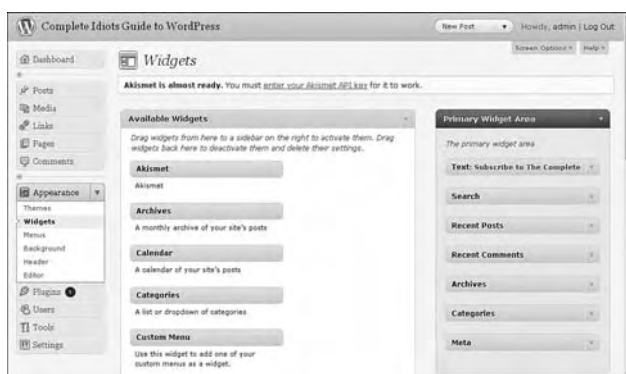 Complete Idiots Guide to WordPress
New Post
Howdy, admin | Log Out
Screen Options
Help
Dashboard
Posts
Media
Links
Pages
Comments
Appearance
Themes
Widgets
Menus
Background
Header
Editor
Plugins 1
Users
Tools
Settings
Widgets
Akismet is almost ready. You must enter your Akismet API key for it to work.
Available Widgets
Drag widgets from here to a sidebar on the right to activate them. Drag
widgets back here to deactivate them and delete their settings.
Akismet
Akismet
Archives
A monthly archive of your site's posts
Calendar
A calendar of your site's posts
Categories
A list or dropdown of categories
Custom Menu
Use this widget to add one of your
custom menus as a widget.
Primary Widget Area
The primary widget area
Text: Subscribe to The Complete
Search
Recent Posts
Recent Comments
Archives
Categories
Meta